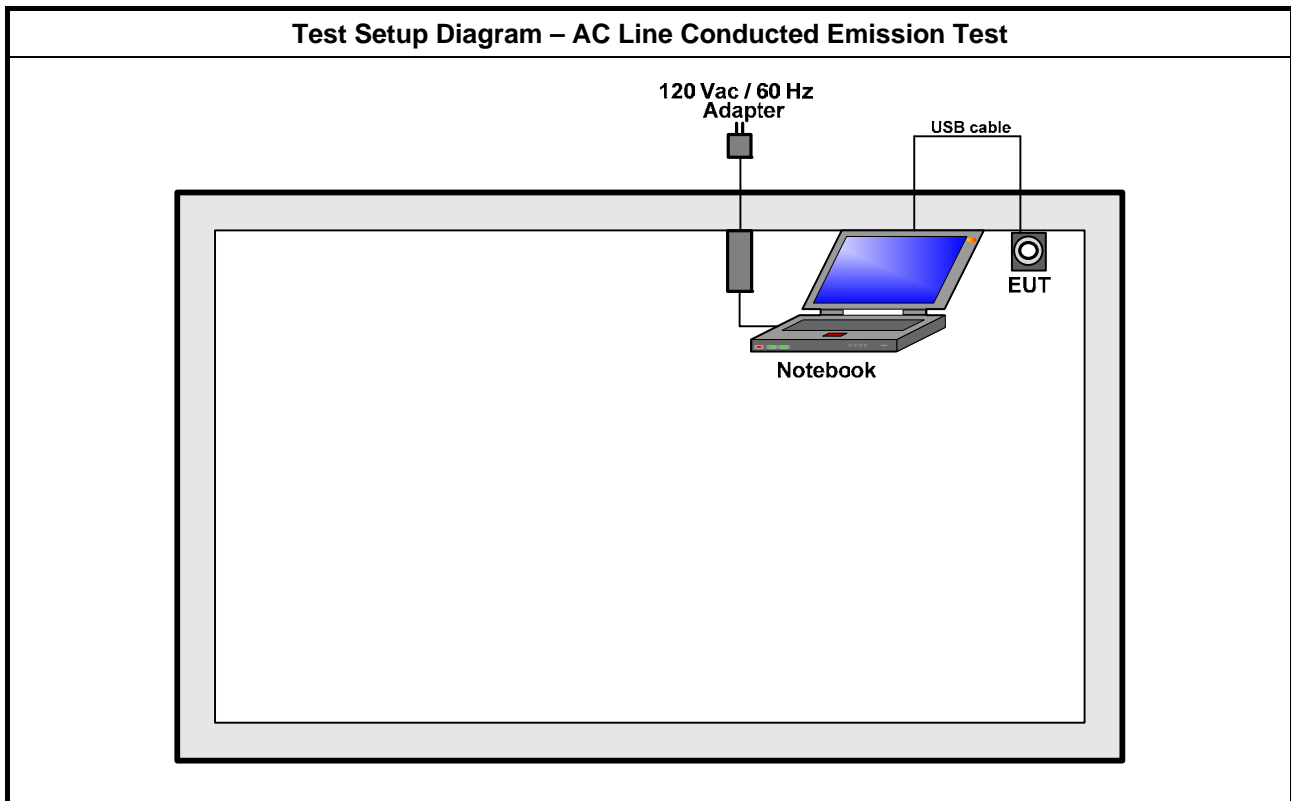 Test Setup Diagram – AC Line Conducted Emission Test
120 Vac / 60 Hz
Adapter
USB cable
EUT
Notebook